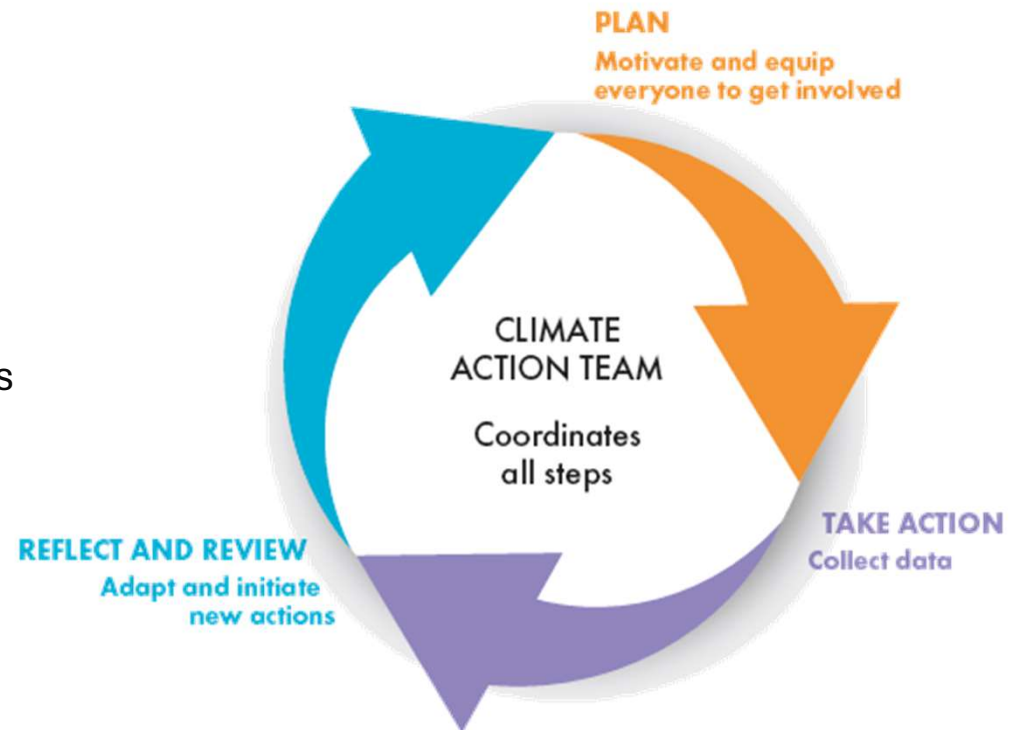 PLAN
Motivate and equip
everyone to get involved
CLIMATE
ACTION TEAM
Coordinates
all steps
s
TAKE ACTION
Collect data
REFLECT AND REVIEW
Adapt and initiate
new actions